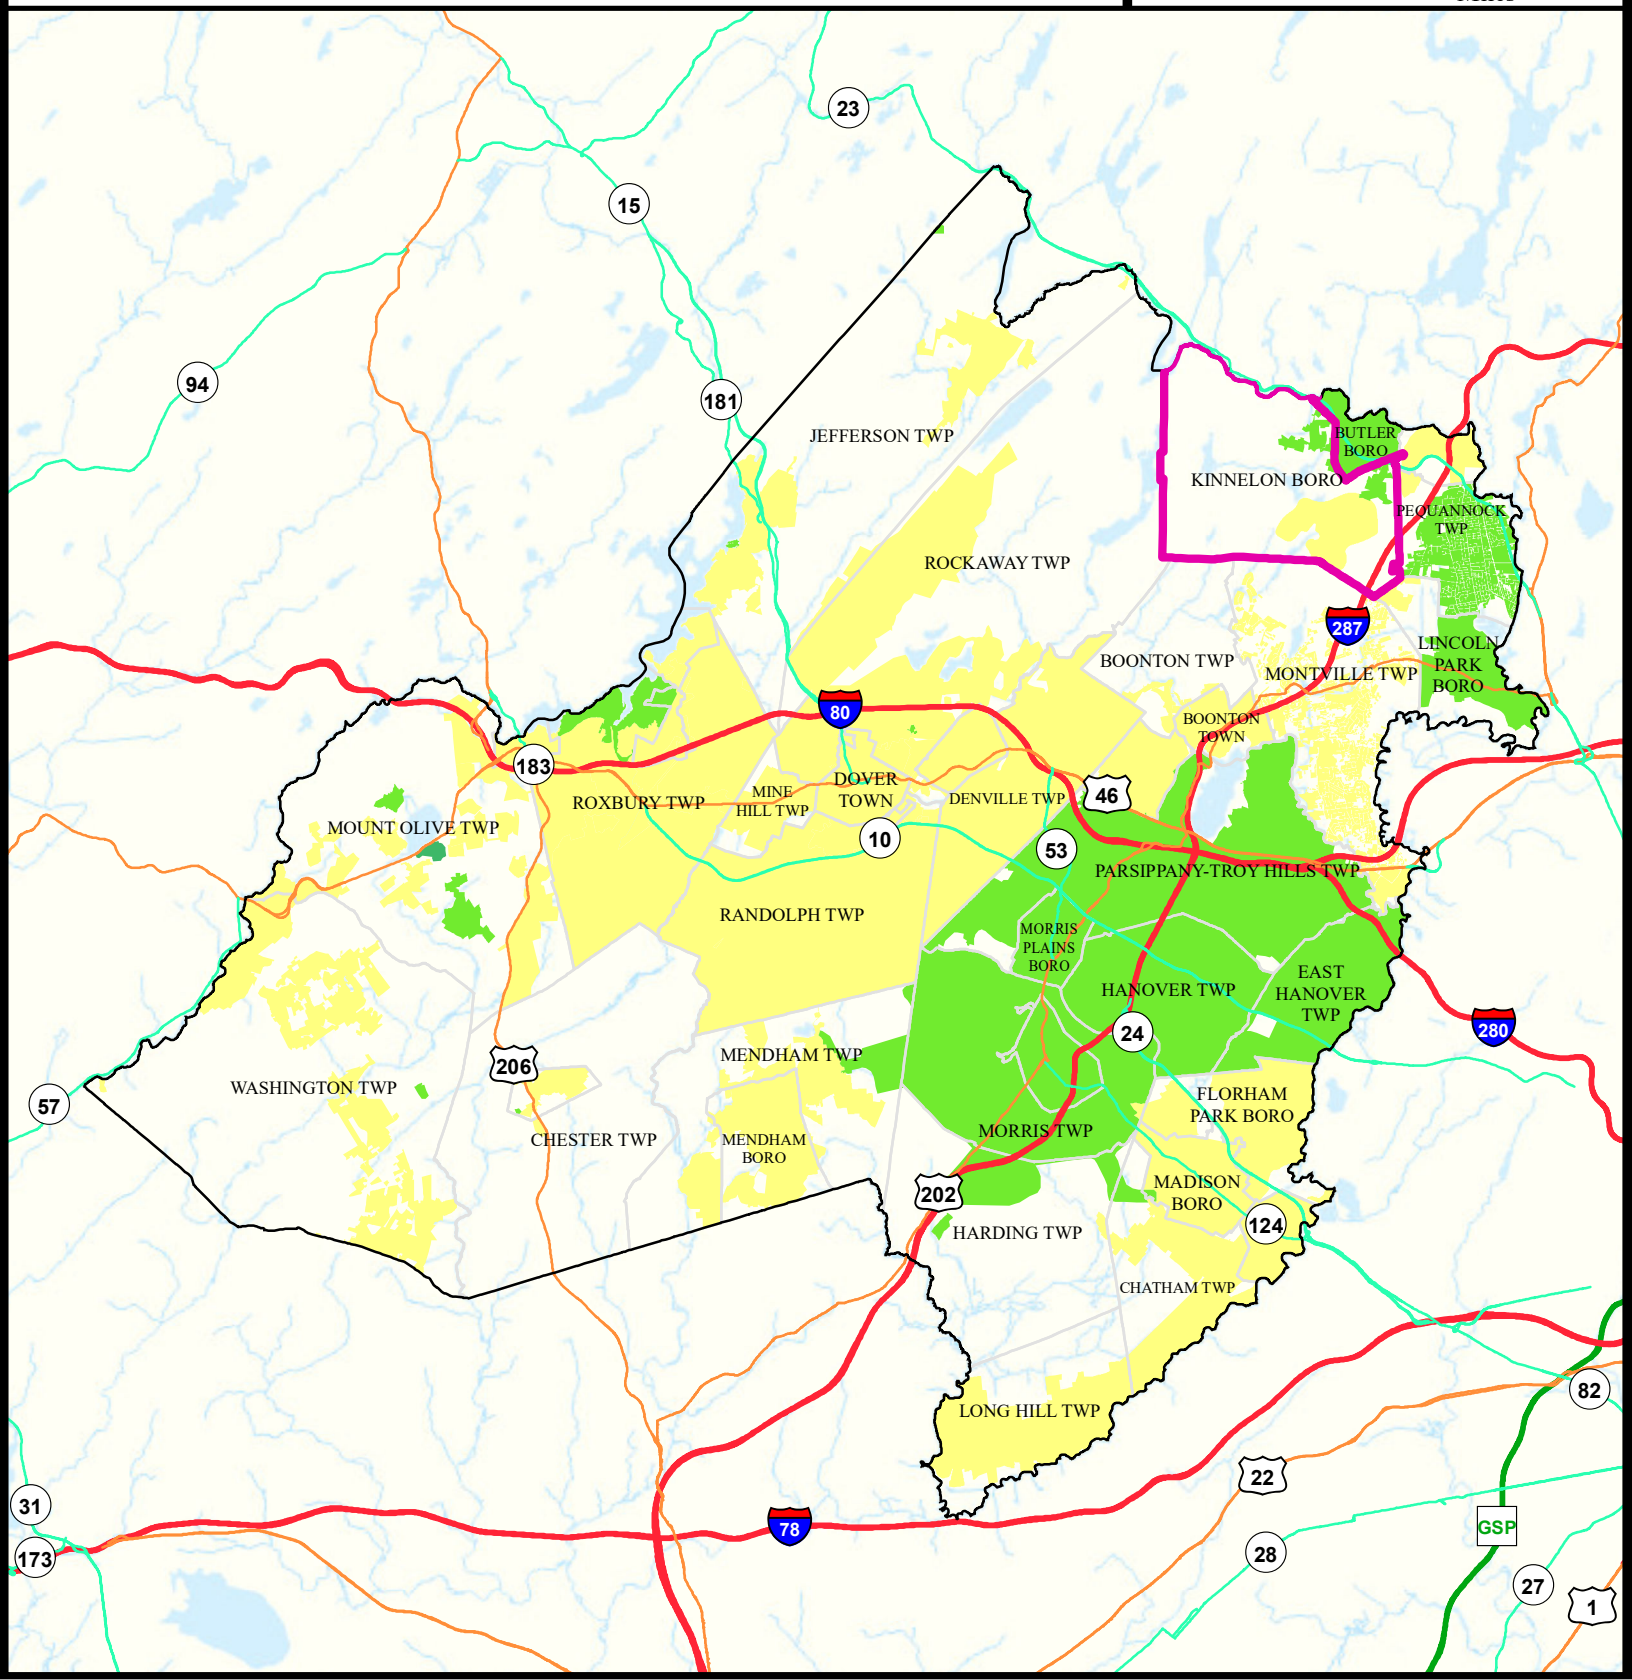 23
15
94
181
JEFFERSON TWP
BUTLER
BORO
KINNELON BORO
PEQUANNOCK
TWP
ROCKAWAY TWP
287
LINCOLN
PARK
BORO
BOONTON TWP
MONTVILLE TWP
80
BOONTON
TOWN
183
ROXBURY TWP
MINE
HILL TWP
DOVER
TOWN
DENVILLE TWP
46
MOUNT OLIVE TWP
10
53
PARSIPPANY-TROY HILLS TWP
RANDOLPH TWP
MORRIS
PLAINS
BORO
HANOVER TWP
EAST
HANOVER
TWP
24
280
206
MENDHAM TWP
WASHINGTON TWP
57
FLORHAM
PARK BORO
CHESTER TWP
MENDHAM
BORO
MORRIS TWP
202
MADISON
BORO
124
HARDING TWP
CHATHAM TWP
82
LONG HILL TWP
22
31
78
GSP
173
28
27
1